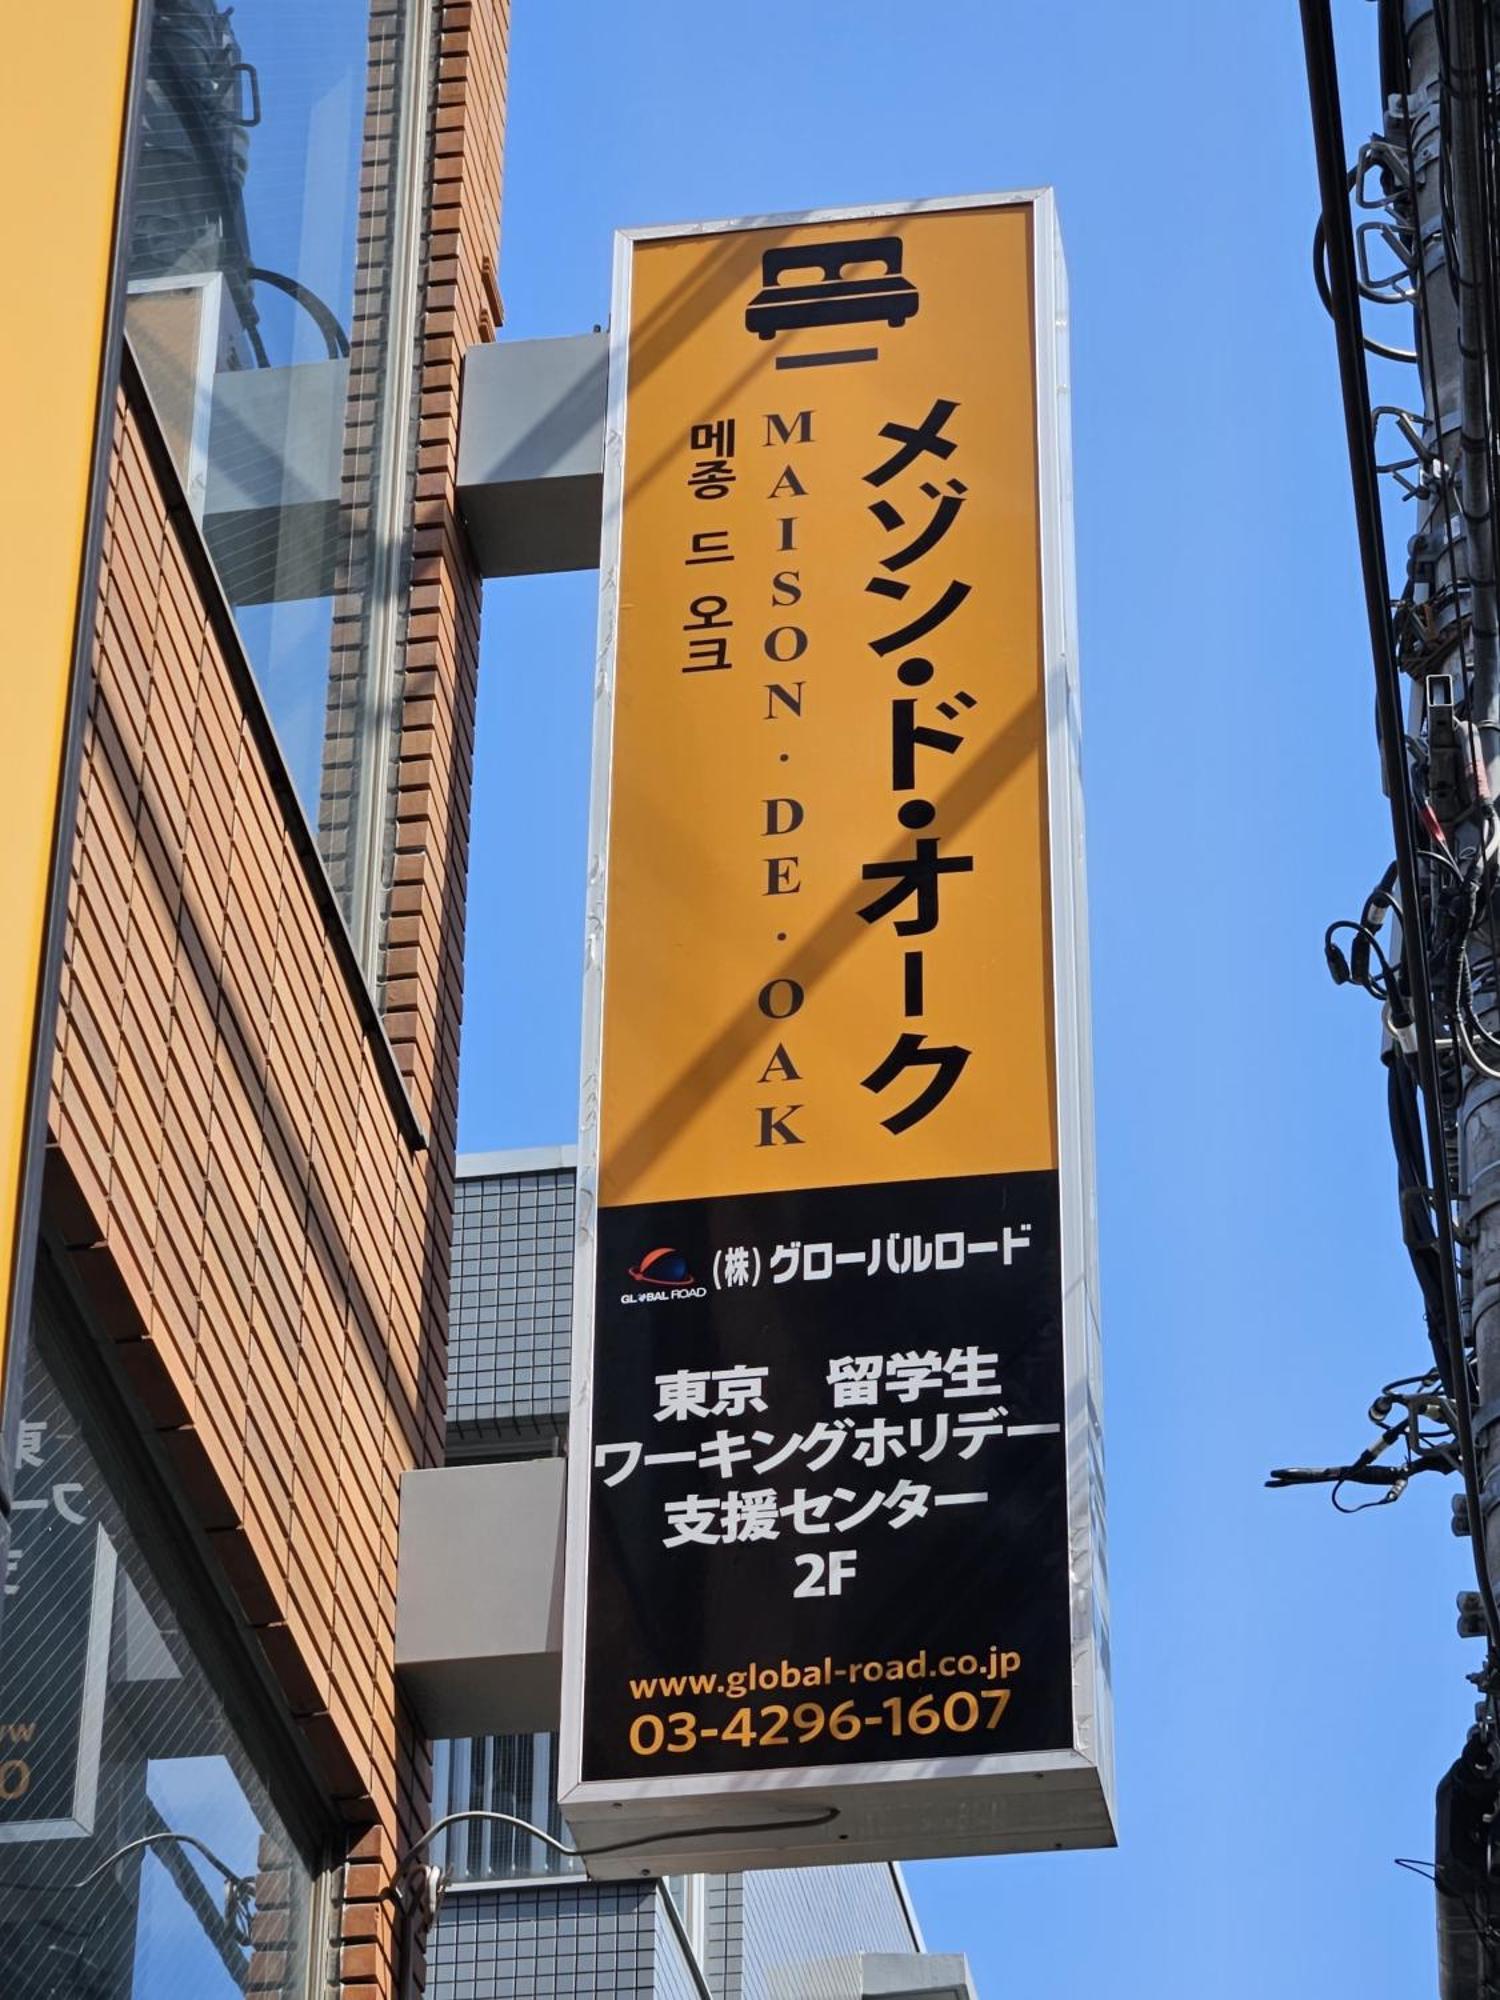 メゾン・ド・オーク
MAISON・DE・OAK
메종 드 오크
GLOBAL ROAD
(株)グローバルロード
東京 留学生
ワーキングホリデー
支援センター
2F
www.global-road.co.jp
03-4296-1607